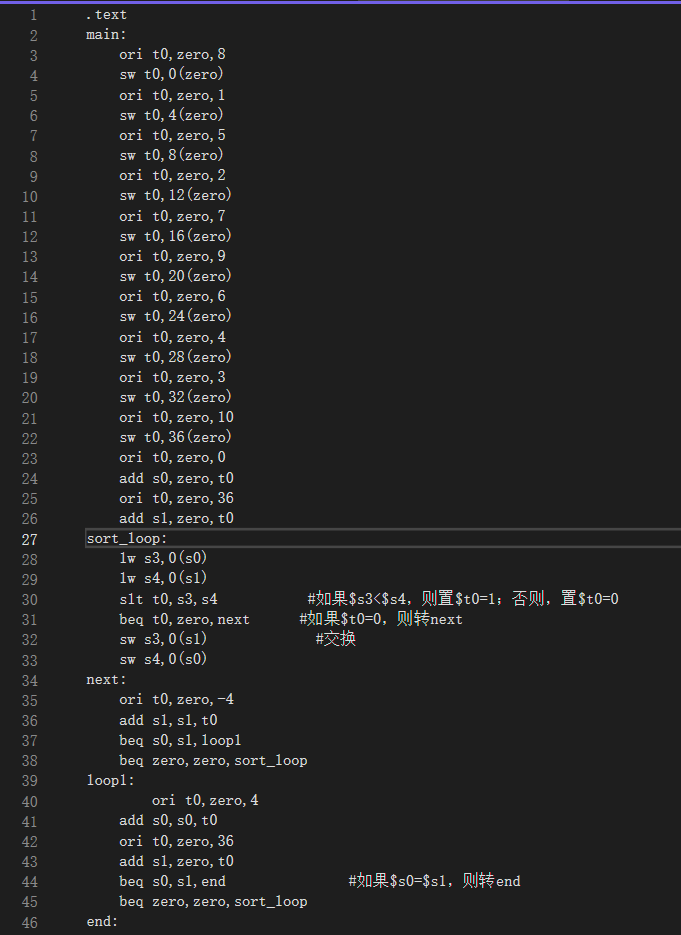 1 .text
2 main:
3 ori t0,zero,8
4 sw t0,0(zero)
5 ori t0,zero,1
6 sw t0,4(zero)
7 ori t0,zero,5
8 sw t0,8(zero)
9 ori t0,zero,2
10 sw t0,12(zero)
11 ori t0,zero,7
12 sw t0,16(zero)
13 ori t0,zero,9
14 sw t0,20(zero)
15 ori t0,zero,6
16 sw t0,24(zero)
17 ori t0,zero,4
18 sw t0,28(zero)
19 ori t0,zero,3
20 sw t0,32(zero)
21 ori t0,zero,10
22 sw t0,36(zero)
23 ori t0,zero,0
24 add s0,zero,t0
25 ori t0,zero,36
26 add s1,zero,t0
27 sort_loop:
28 lw s3,0(s0)
29 lw s4,0(s1)
30 slt t0,s3,s4 #如果$s3<$s4，则置$t0=1；否则，置$t0=0
31 beq t0,zero,next #如果$t0=0，则转next
32 sw s3,0(s1) #交换
33 sw s4,0(s0)
34 next:
35 ori t0,zero,-4
36 add s1,s1,t0
37 beq s0,s1,loop1
38 beq zero,zero,sort_loop
39 loop1:
40 ori t0,zero,4
41 add s0,s0,t0
42 ori t0,zero,36
43 add s1,zero,t0
44 beq s0,s1,end #如果$s0=$s1，则转end
45 beq zero,zero,sort_loop
46 end: